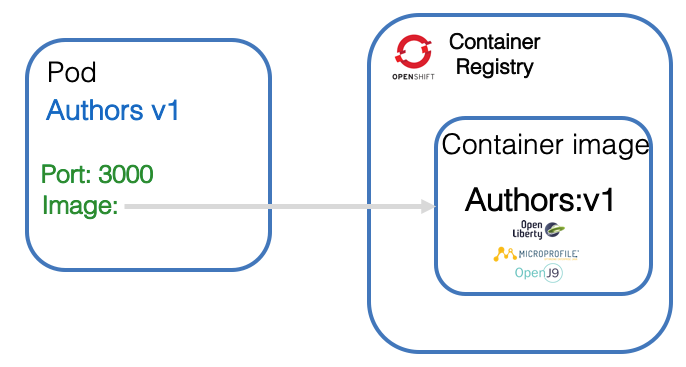 Pod
Authors v1
Port: 3000
Image:
OPENSHIFT
Container
Registry
Container image
Authors:v1
Open
Liberty
MICROPROFILE
OpenJ9